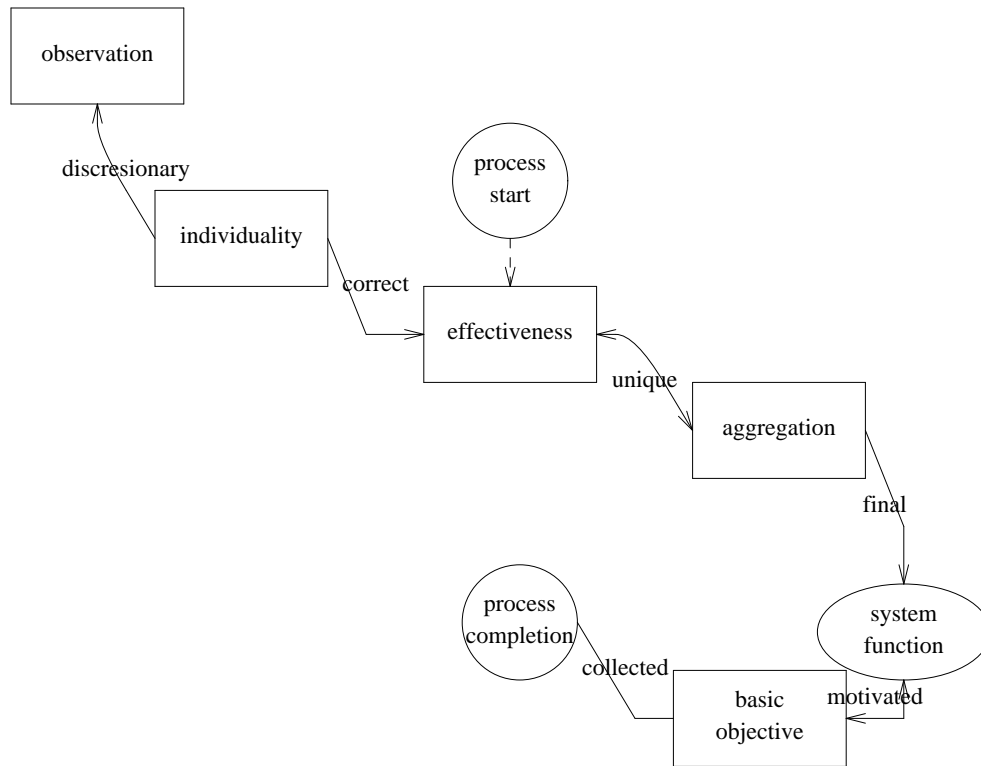 observation
discresionary
process
start
individuality
correct
effectiveness
unique
aggregation
final
process
completion
system
function
collected
motivated
basic
objective